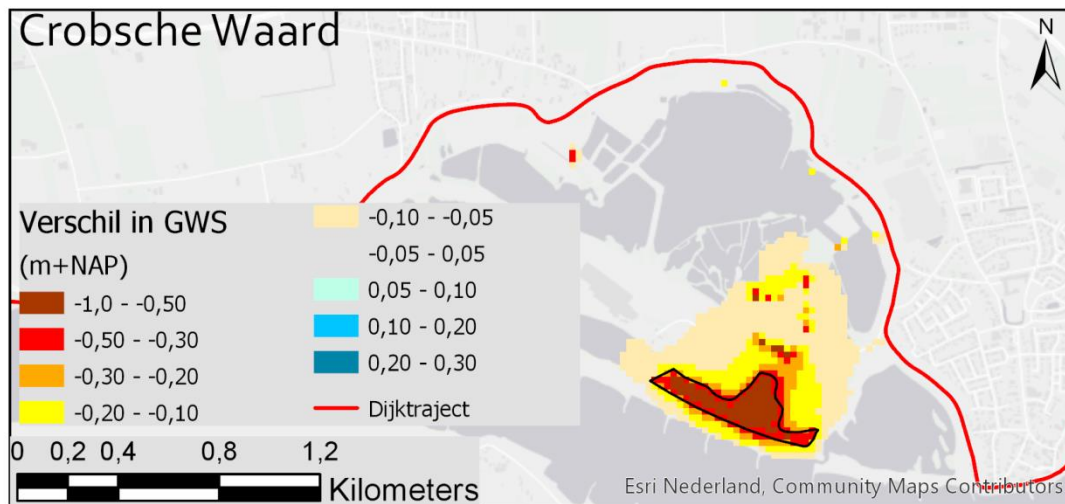 Crobsche Waard
N
Verschil in GWS
(m+NAP)
-1,0 - -0,50
-0,50 - -0,30
-0,30 - -0,20
-0,20 - -0,10
-0,10 - -0,05
-0,05 - 0,05
0,05 - 0,10
0,10 - 0,20
0,20 - 0,30
Dijktraject
0 0,2 0,4 1,2
Kilometers
Esri Nederland, Community Maps Contributors